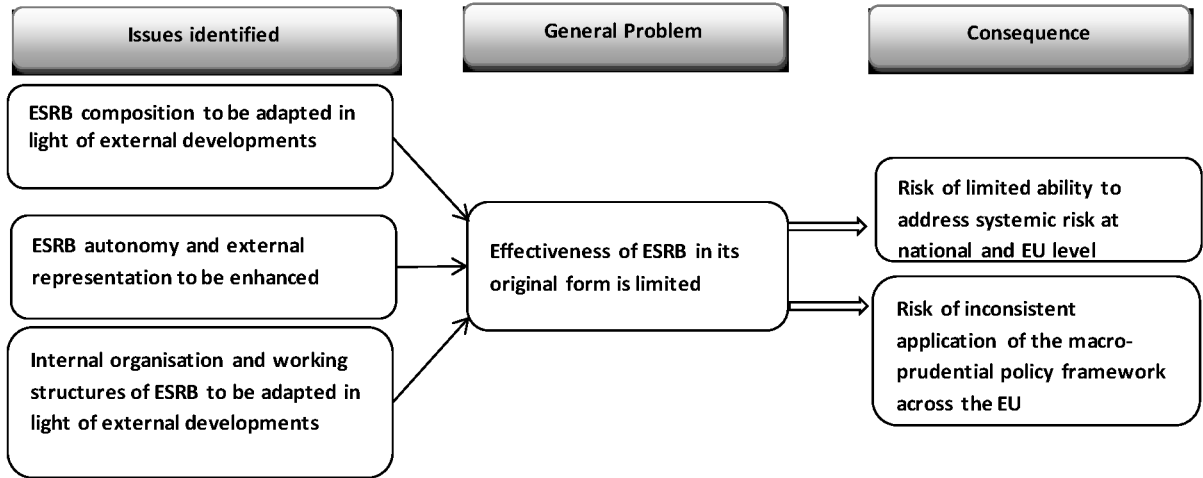 Issues identified
General Problem
Consequence
ESRB composition to be adapted in
light of external developments
ESRB autonomy and external
representation to be enhanced
Internal organisation and working
structures of ESRB to be adapted in
light of external developments
Effectiveness of ESRB in its
original form is limited
Risk of limited ability to
address systemic risk at
national and EU level
Risk of inconsistent
application of the macro-
prudential policy framework
across the EU